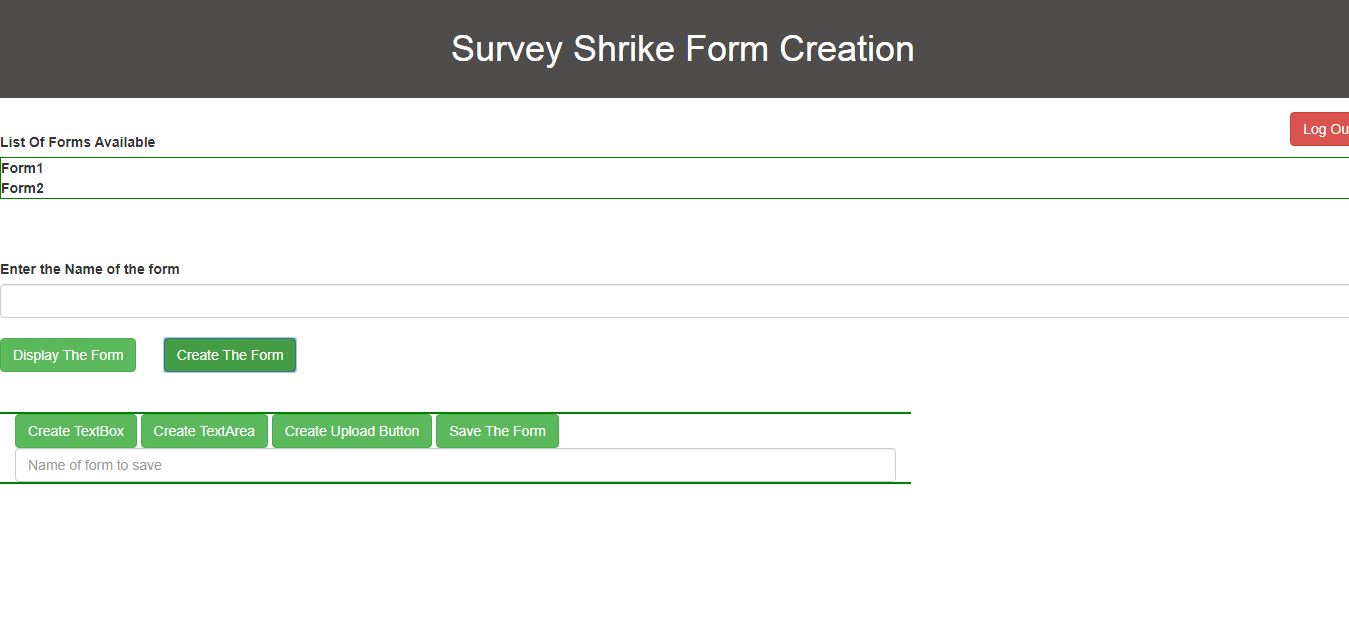 Survey Shrike Form Creation
Log Ou
List Of Forms Available
Form1
Form2
Enter the Name of the form
Display The Form Create The Form
Create TextBox Create TextArea Create Upload Button Save The Form
Name of form to save